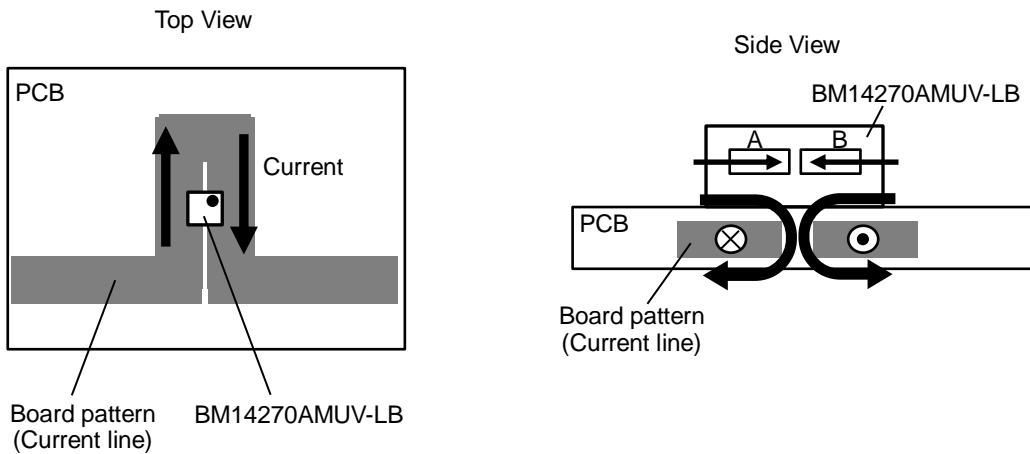 Top View
PCB
Current
Board pattern
(Current line)
BM14270AMUV-LB
Side View
BM14270AMUV-LB
A
B
PCB
Board pattern
(Current line)